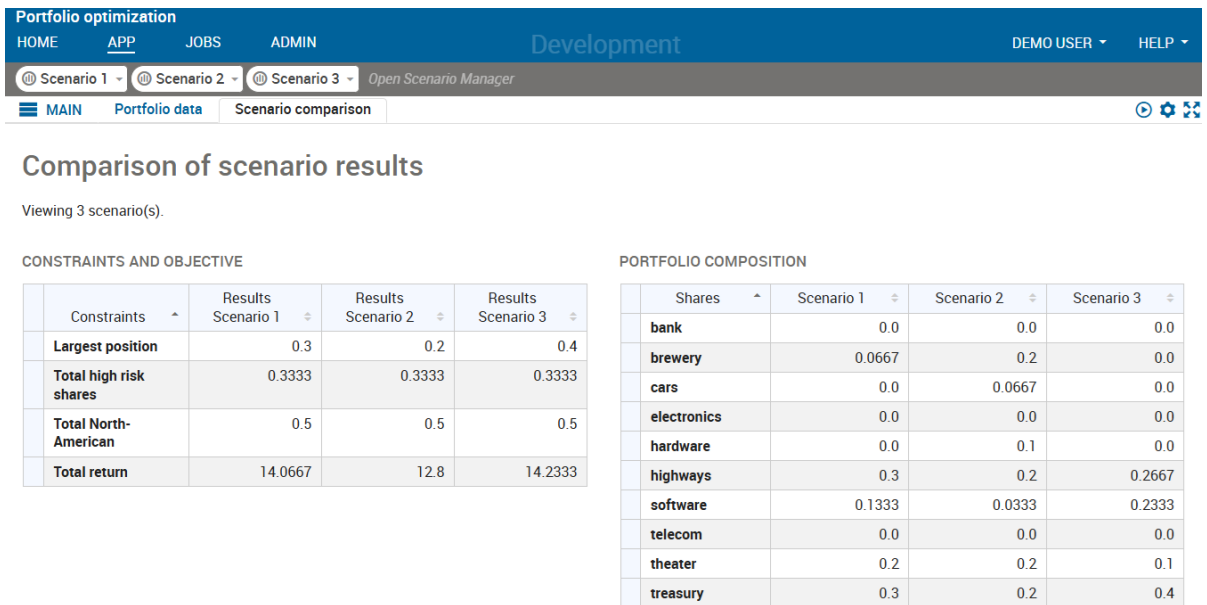 Portfolio optimization
HOME APP JOBS ADMIN Development DEMO USER HELP
Scenario 1 Scenario 2 Scenario 3 Open Scenario Manager
MAIN Portfolio data Scenario comparison
Comparison of scenario results
Viewing 3 scenario(s).
CONSTRAINTS AND OBJECTIVE
Constraints Results Scenario 1 Results Scenario 2 Results Scenario 3
Largest position 0.3 0.2 0.4
Total high risk shares 0.3333 0.3333 0.3333
Total North-American 0.5 0.5 0.5
Total return 14.0667 12.8 14.2333
PORTFOLIO COMPOSITION
Shares Scenario 1 Scenario 2 Scenario 3
bank 0.0 0.0 0.0
brewery 0.0667 0.2 0.0
cars 0.0 0.0667 0.0
electronics 0.0 0.0 0.0
hardware 0.0 0.1 0.0
highways 0.3 0.2 0.2667
software 0.1333 0.0333 0.2333
telecom 0.0 0.0 0.0
theater 0.2 0.2 0.1
treasury 0.3 0.2 0.4